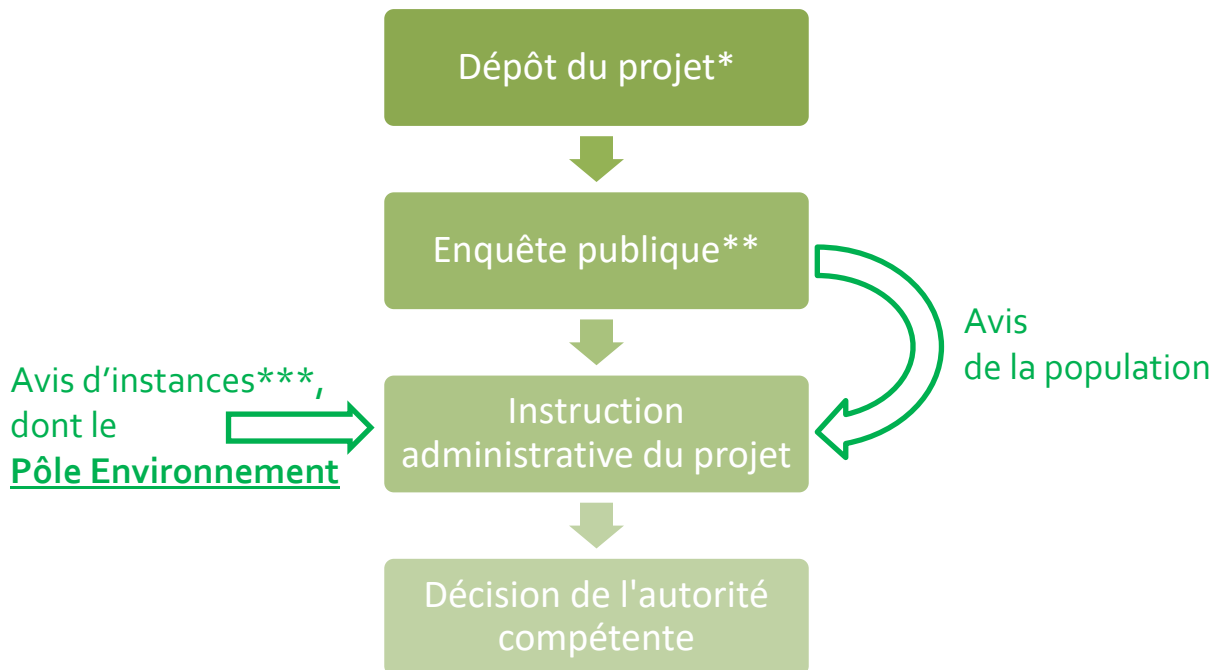 Dépôt du projet*
Enquête publique**
Avis
de la population
Avis d’instances***,
dont le
Pôle Environnement
Instruction
administrative du projet
Décision de l'autorité
compétente